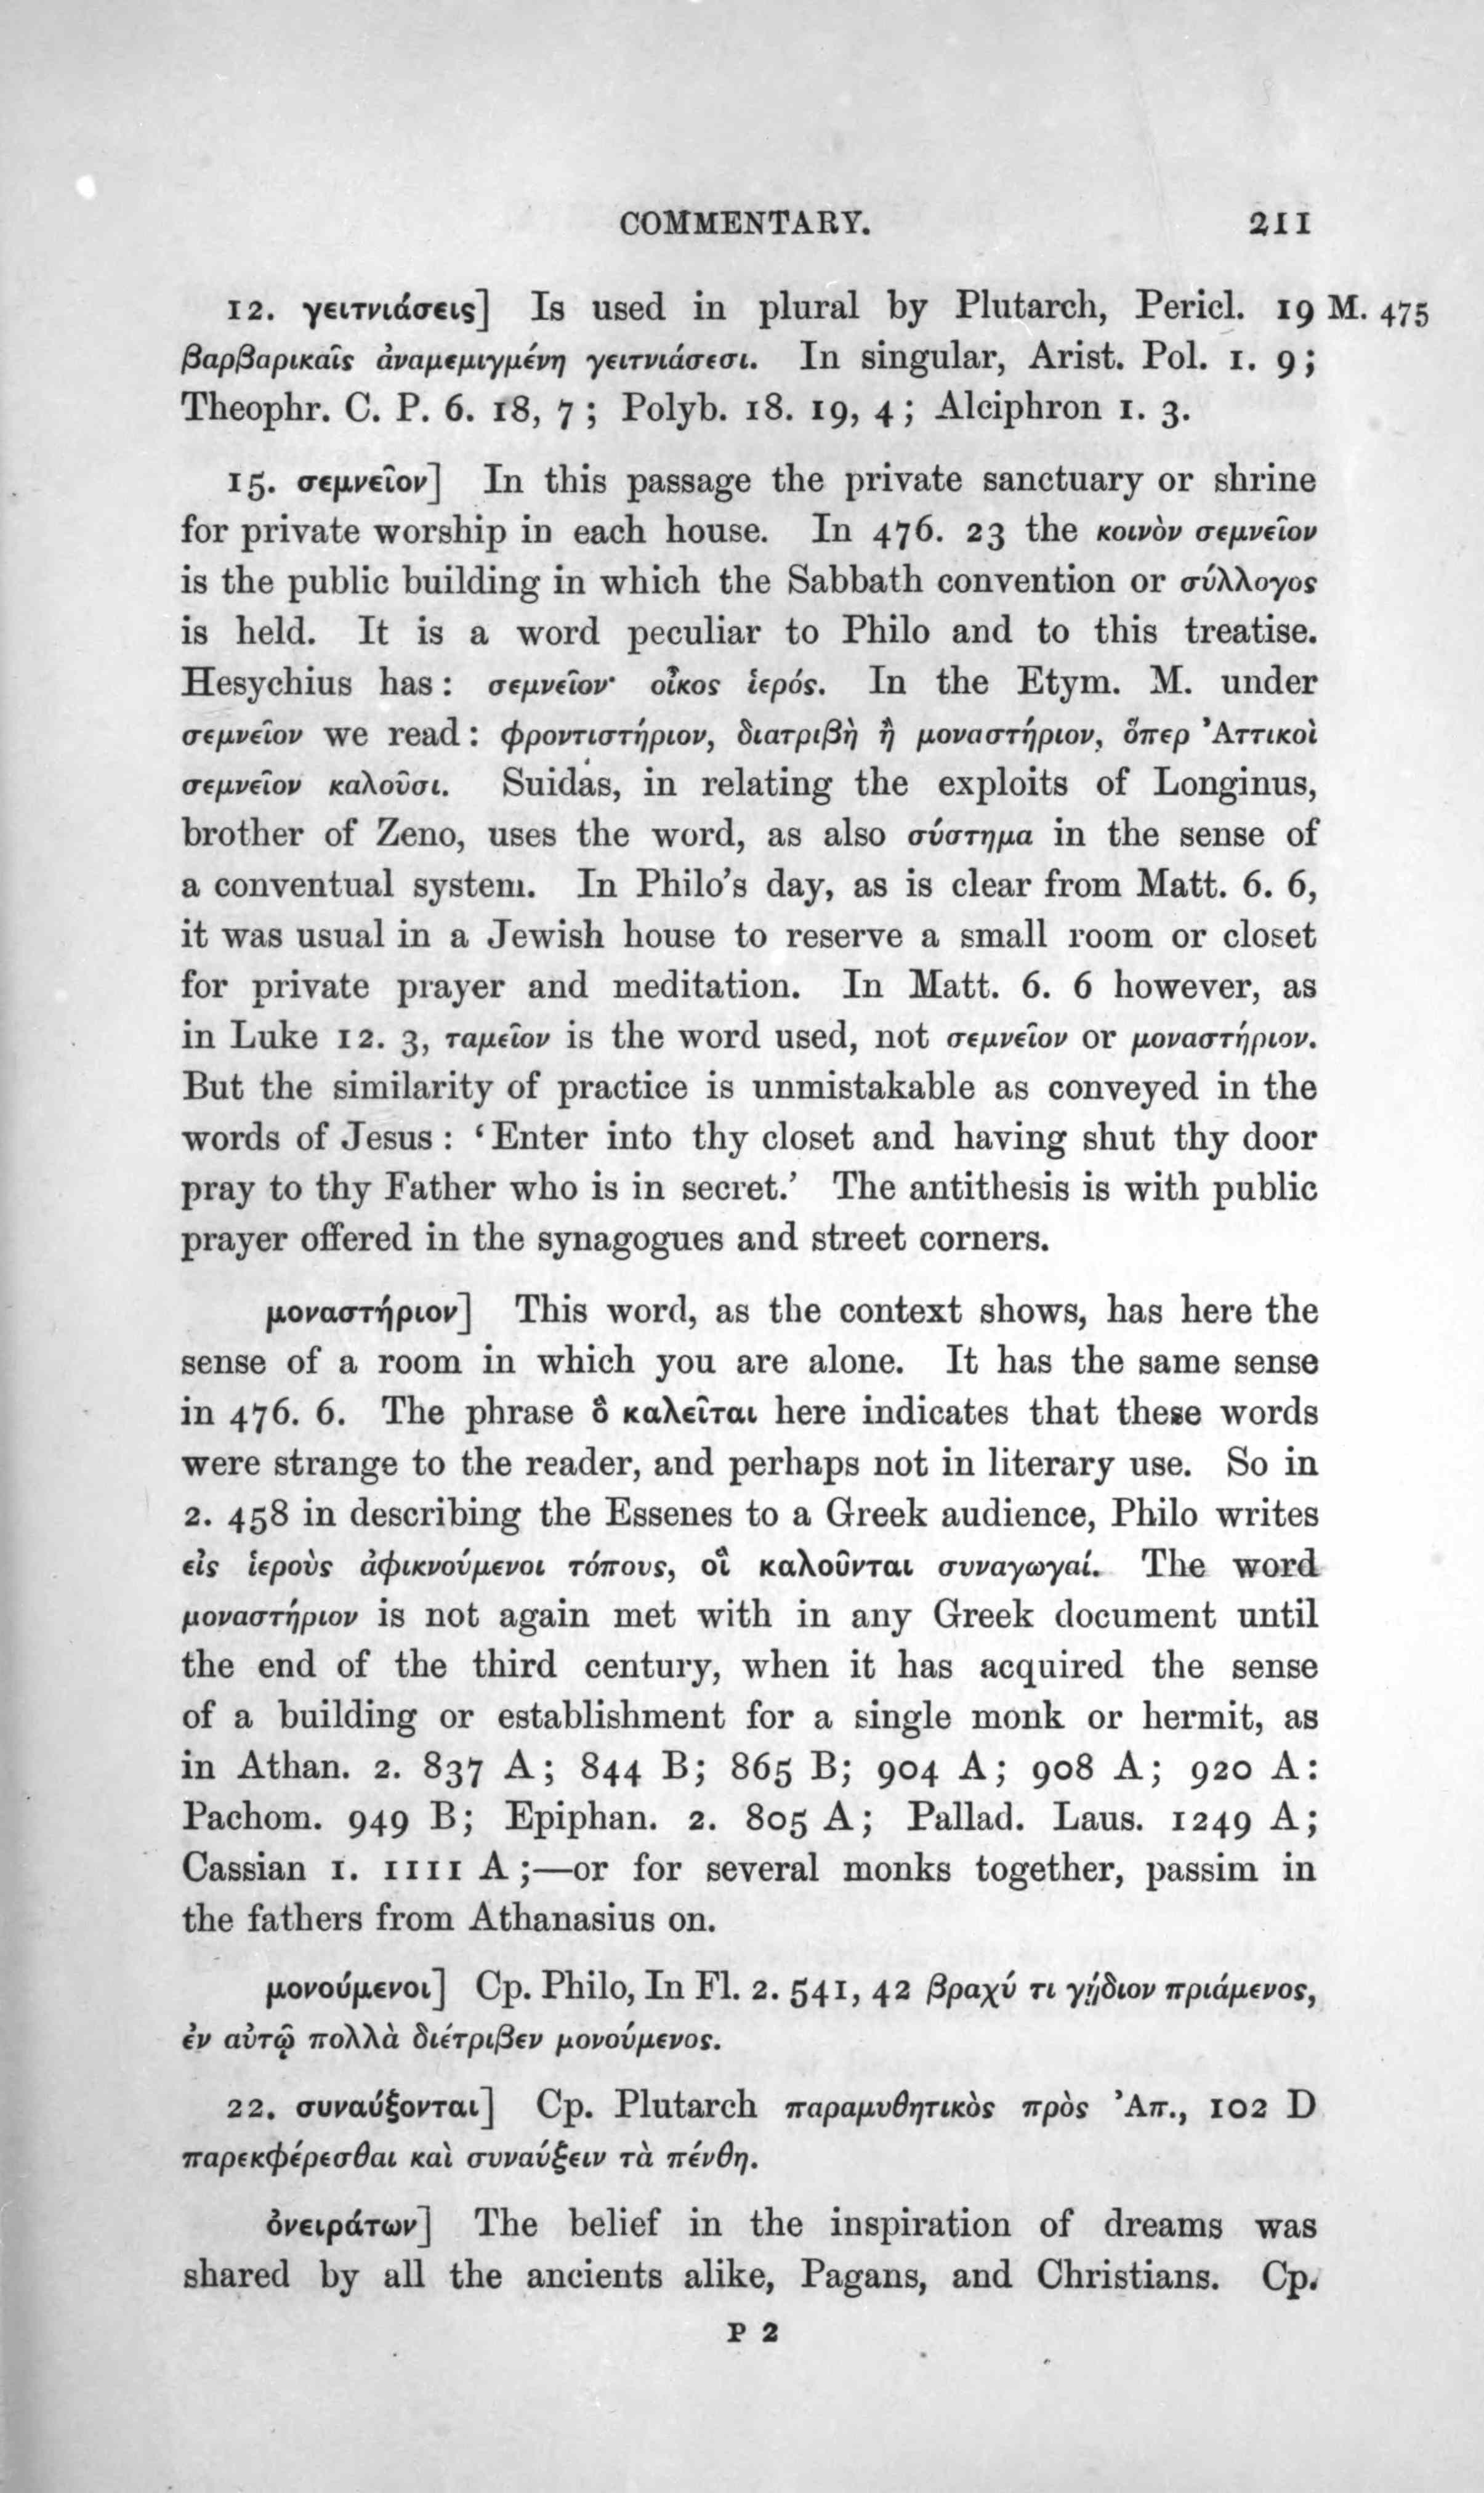 COMMENTARY. 211
12. γειτνιάσεις] Is used in plural by Plutarch, Pericl. 19 M. 475
βαρβαρικαῖς ἀναμεμιγμένη γειτνιάσεσι. In singular, Arist. Pol. 1. 9;
Theophr. C. P. 6. 18, 7; Polyb. 18. 19, 4; Alciphron 1. 3.
15. σεμνεῖον] In this passage the private sanctuary or shrine
for private worship in each house. In 476. 23 the κοινὸν σεμνεῖον
is the public building in which the Sabbath convention or σύλλογος
is held. It is a word peculiar to Philo and to this treatise.
Hesychius has: σεμνεῖον· οἶκος ἱερός. In the Etym. M. under
σεμνεῖον we read: φροντιστήριον, διατριβὴ ἢ μοναστήριον, ὅπερ Ἀττικοὶ
σεμνεῖον καλοῦσι. Suidas, in relating the exploits of Longinus,
brother of Zeno, uses the word, as also σύστημα in the sense of
a conventual system. In Philo's day, as is clear from Matt. 6. 6,
it was usual in a Jewish house to reserve a small room or closet
for private prayer and meditation. In Matt. 6. 6 however, as
in Luke 12. 3, ταμεῖον is the word used, not σεμνεῖον or μοναστήριον.
But the similarity of practice is unmistakable as conveyed in the
words of Jesus: 'Enter into thy closet and having shut thy door
pray to thy Father who is in secret.' The antithesis is with public
prayer offered in the synagogues and street corners.
μοναστήριον] This word, as the context shows, has here the
sense of a room in which you are alone. It has the same sense
in 476. 6. The phrase ὃ καλεῖται here indicates that these words
were strange to the reader, and perhaps not in literary use. So in
2. 458 in describing the Essenes to a Greek audience, Philo writes
εἰς ἱεροὺς ἀφικνούμενοι τόπους, οἳ καλοῦνται συναγωγαί. The word
μοναστήριον is not again met with in any Greek document until
the end of the third century, when it has acquired the sense
of a building or establishment for a single monk or hermit, as
in Athan. 2. 837 A; 844 B; 865 B; 904 A; 908 A; 920 A:
Pachom. 949 B; Epiphan. 2. 805 A; Pallad. Laus. 1249 A;
Cassian 1. 1111 A;—or for several monks together, passim in
the fathers from Athanasius on.
μονούμενοι] Cp. Philo, In Fl. 2. 541, 42 βραχύ τι γῄδιον πριάμενος,
ἐν αὐτῷ πολλὰ διέτριβεν μονούμενος.
22. συναύξονται] Cp. Plutarch παραμυθητικὸς πρὸς Ἀπ., 102 D
παρεκφέρεσθαι καὶ συναύξειν τὰ πένθη.
ὀνειράτων] The belief in the inspiration of dreams was
shared by all the ancients alike, Pagans, and Christians. Cp.
P 2